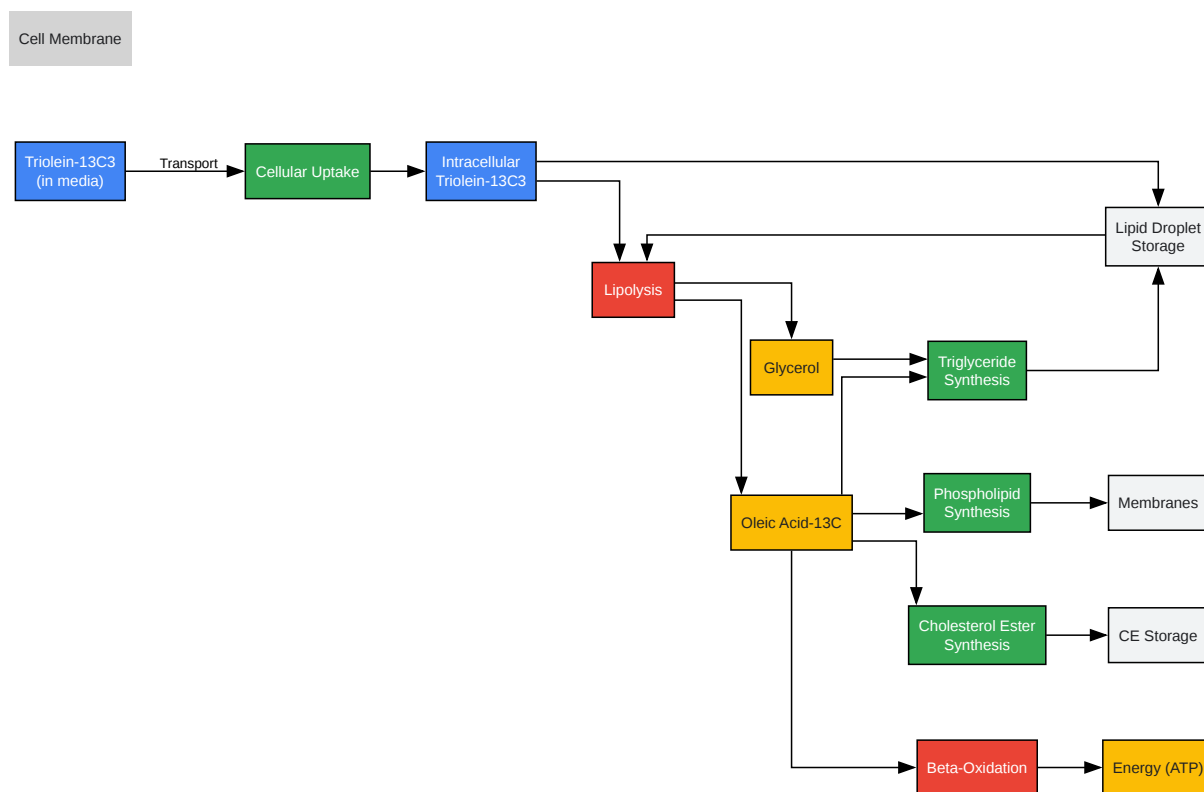 Cell Membrane
Triolein-13C3
(in media)
Transport
Cellular Uptake
Intracellular
Triolein-13C3
Lipid Droplet
Storage
Lipolysis
Glycerol
Triglyceride
Synthesis
Oleic Acid-13C
Phospholipid
Synthesis
Membranes
Cholesterol Ester
Synthesis
CE Storage
Beta-Oxidation
Energy (ATP)